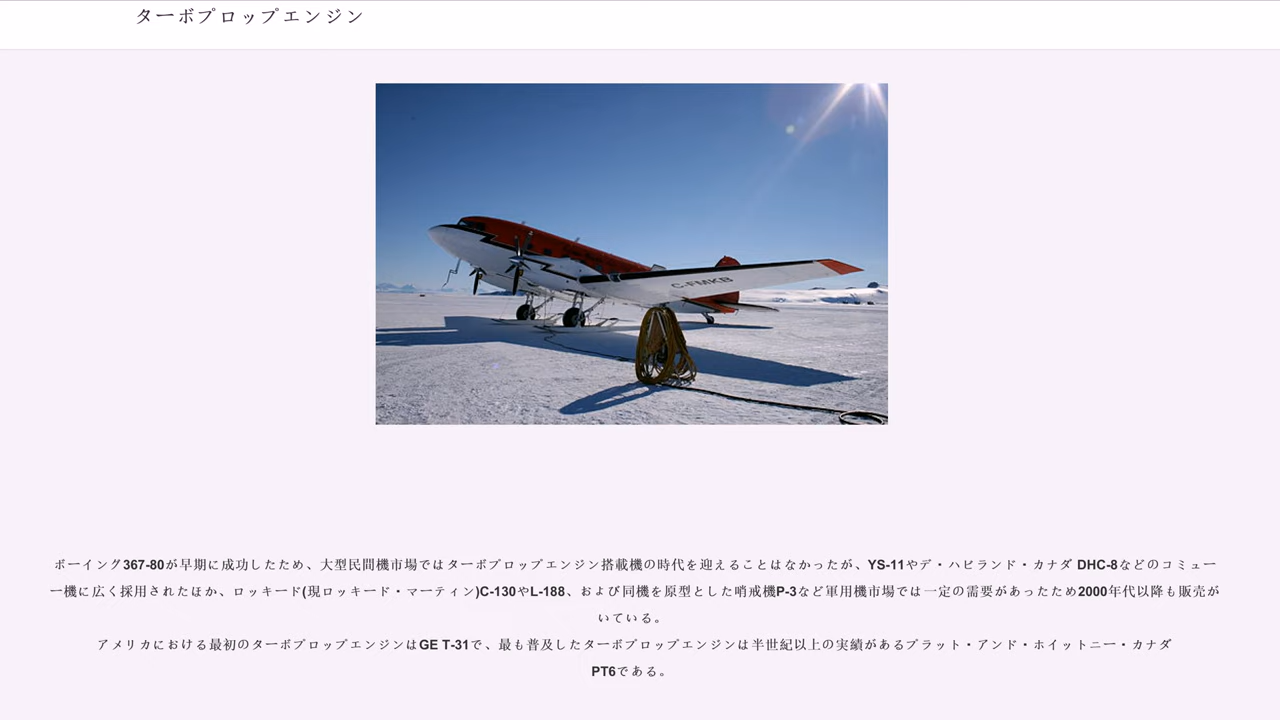 ターボプロップエンジン
C-FMKB
ボーイング367-80が早期に成功したため、大型民間機市場ではターボプロップエンジン搭載機の時代を迎えることはなかったが、YS-11やデ・ハビランド・カナダ DHC-8などのコミュー
ー機に広く採用されたほか、ロッキード(現ロッキード・マーティン)C-130やL-188、および同機を原型とした哨戒機P-3など軍用機市場では一定の需要があったため2000年代以降も販売が
いている。
アメリカにおける最初のターボプロップエンジンはGE T-31で、最も普及したターボプロップエンジンは半世紀以上の実績があるプラット・アンド・ホイットニー・カナダ
PT6である。